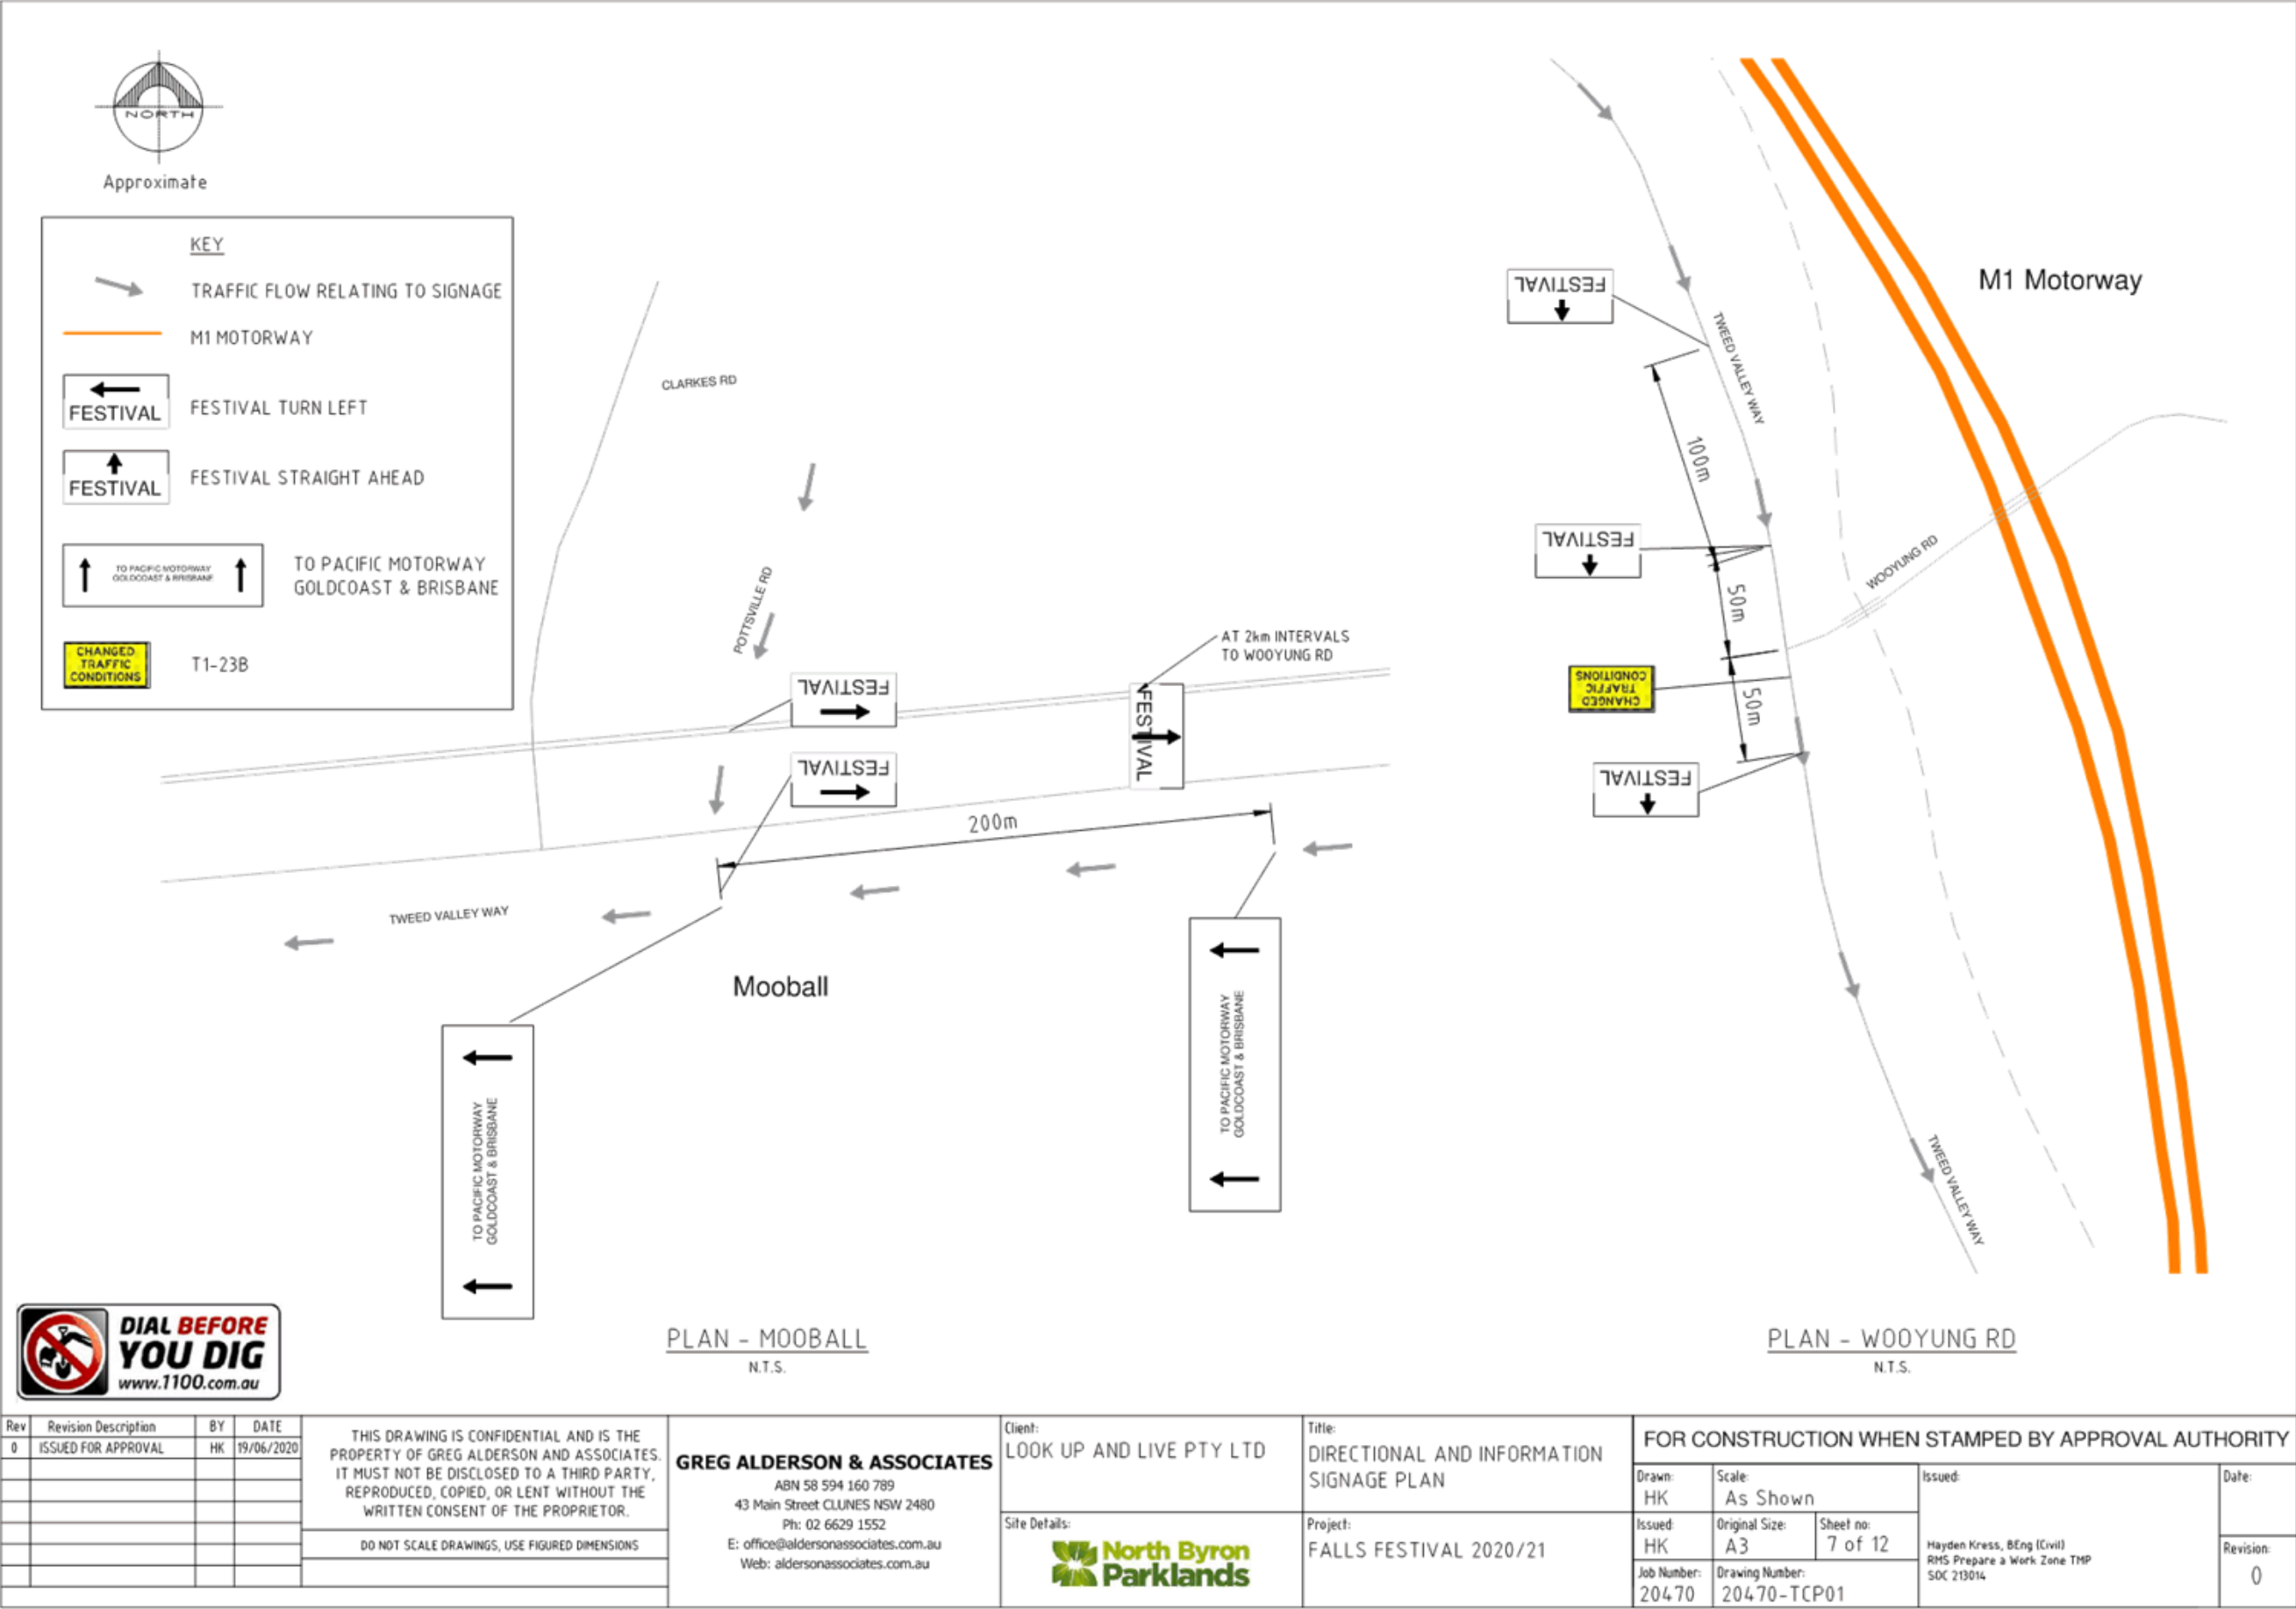 NORTH
Approximate
KEY
TRAFFIC FLOW RELATING TO SIGNAGE
M1 MOTORWAY
FESTIVAL
FESTIVAL TURN LEFT
FESTIVAL
FESTIVAL STRAIGHT AHEAD
TO PACIFIC MOTORWAY
GOLDCOAST & BRISBANE
TO PACIFIC MOTORWAY
GOLDCOAST & BRISBANE
CHANGED
TRAFFIC
CONDITIONS
T1-23B
CLARKES RD
POTTSVILLE RD
AT 2km INTERVALS
TO WOOYUNG RD
FESTIVAL
FESTIVAL
FESTIVAL
200m
TWEED VALLEY WAY
Mooball
TO PACIFIC MOTORWAY
GOLDCOAST & BRISBANE
TO PACIFIC MOTORWAY
GOLDCOAST & BRISBANE
PLAN - MOOBALL
N.T.S.
M1 Motorway
FESTIVAL
TWEED VALLEY WAY
100m
FESTIVAL
50m
WOOYUNG RD
CHANGED
TRAFFIC
CONDITIONS
50m
FESTIVAL
TWEED VALLEY WAY
PLAN - WOOYUNG RD
N.T.S.
DIAL BEFORE
YOU DIG
www.1100.com.au
Rev Revision Description BY DATE
0 ISSUED FOR APPROVAL HK 19/06/2020
THIS DRAWING IS CONFIDENTIAL AND IS THE
PROPERTY OF GREG ALDERSON AND ASSOCIATES.
IT MUST NOT BE DISCLOSED TO A THIRD PARTY,
REPRODUCED, COPIED, OR LENT WITHOUT THE
WRITTEN CONSENT OF THE PROPRIETOR.
DO NOT SCALE DRAWINGS, USE FIGURED DIMENSIONS
GREG ALDERSON & ASSOCIATES
ABN 58 594 160 789
43 Main Street CLUNES NSW 2480
Ph: 02 6629 1552
E: office@aldersonassociates.com.au
Web: aldersonassociates.com.au
Client:
LOOK UP AND LIVE PTY LTD
Site Details:
North Byron
Parklands
Title:
DIRECTIONAL AND INFORMATION
SIGNAGE PLAN
Project:
FALLS FESTIVAL 2020/21
FOR CONSTRUCTION WHEN STAMPED BY APPROVAL AUTHORITY
Drawn:
HK
Scale:
As Shown
Issued:
Date:
Issued:
HK
Original Size:
A3
Sheet no:
7 of 12
Hayden Kress, BEng (Civil)
RMS Prepare a Work Zone TMP
SOC 213014
Revision:
0
Job Number:
20470
Drawing Number:
20470-TCP01